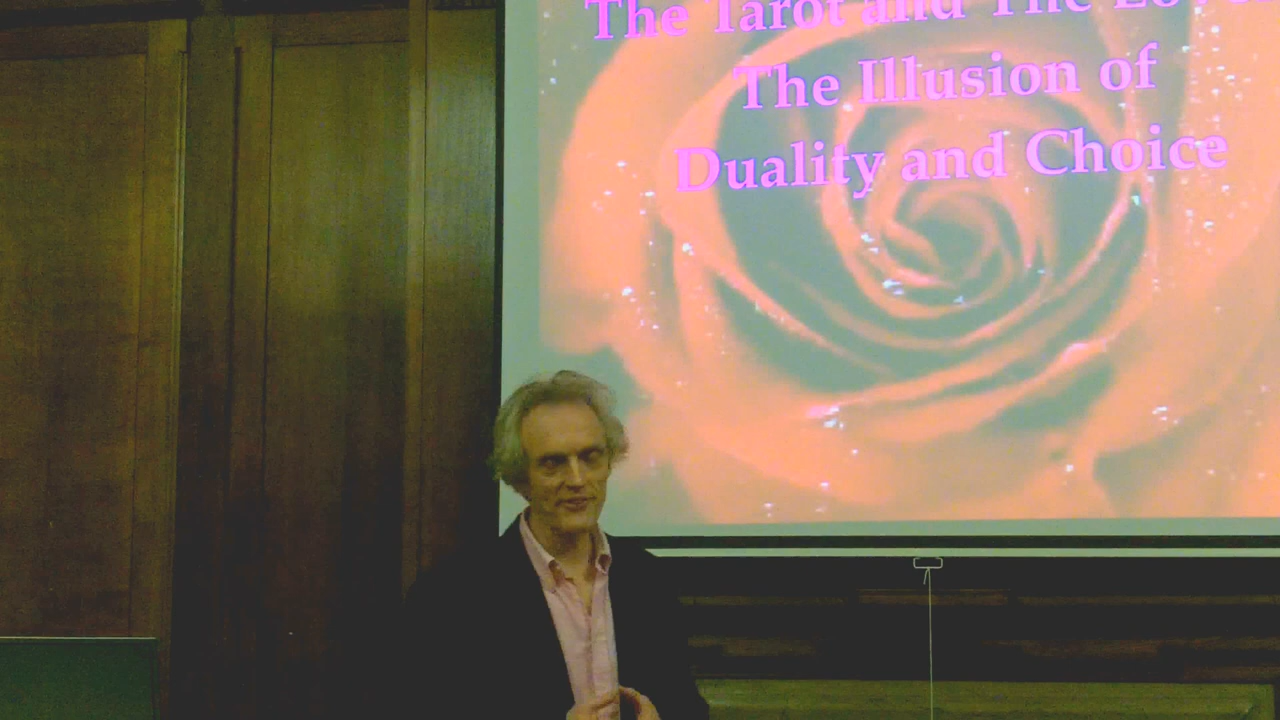 The Tarot and The
The Illusion of
Duality and Choice